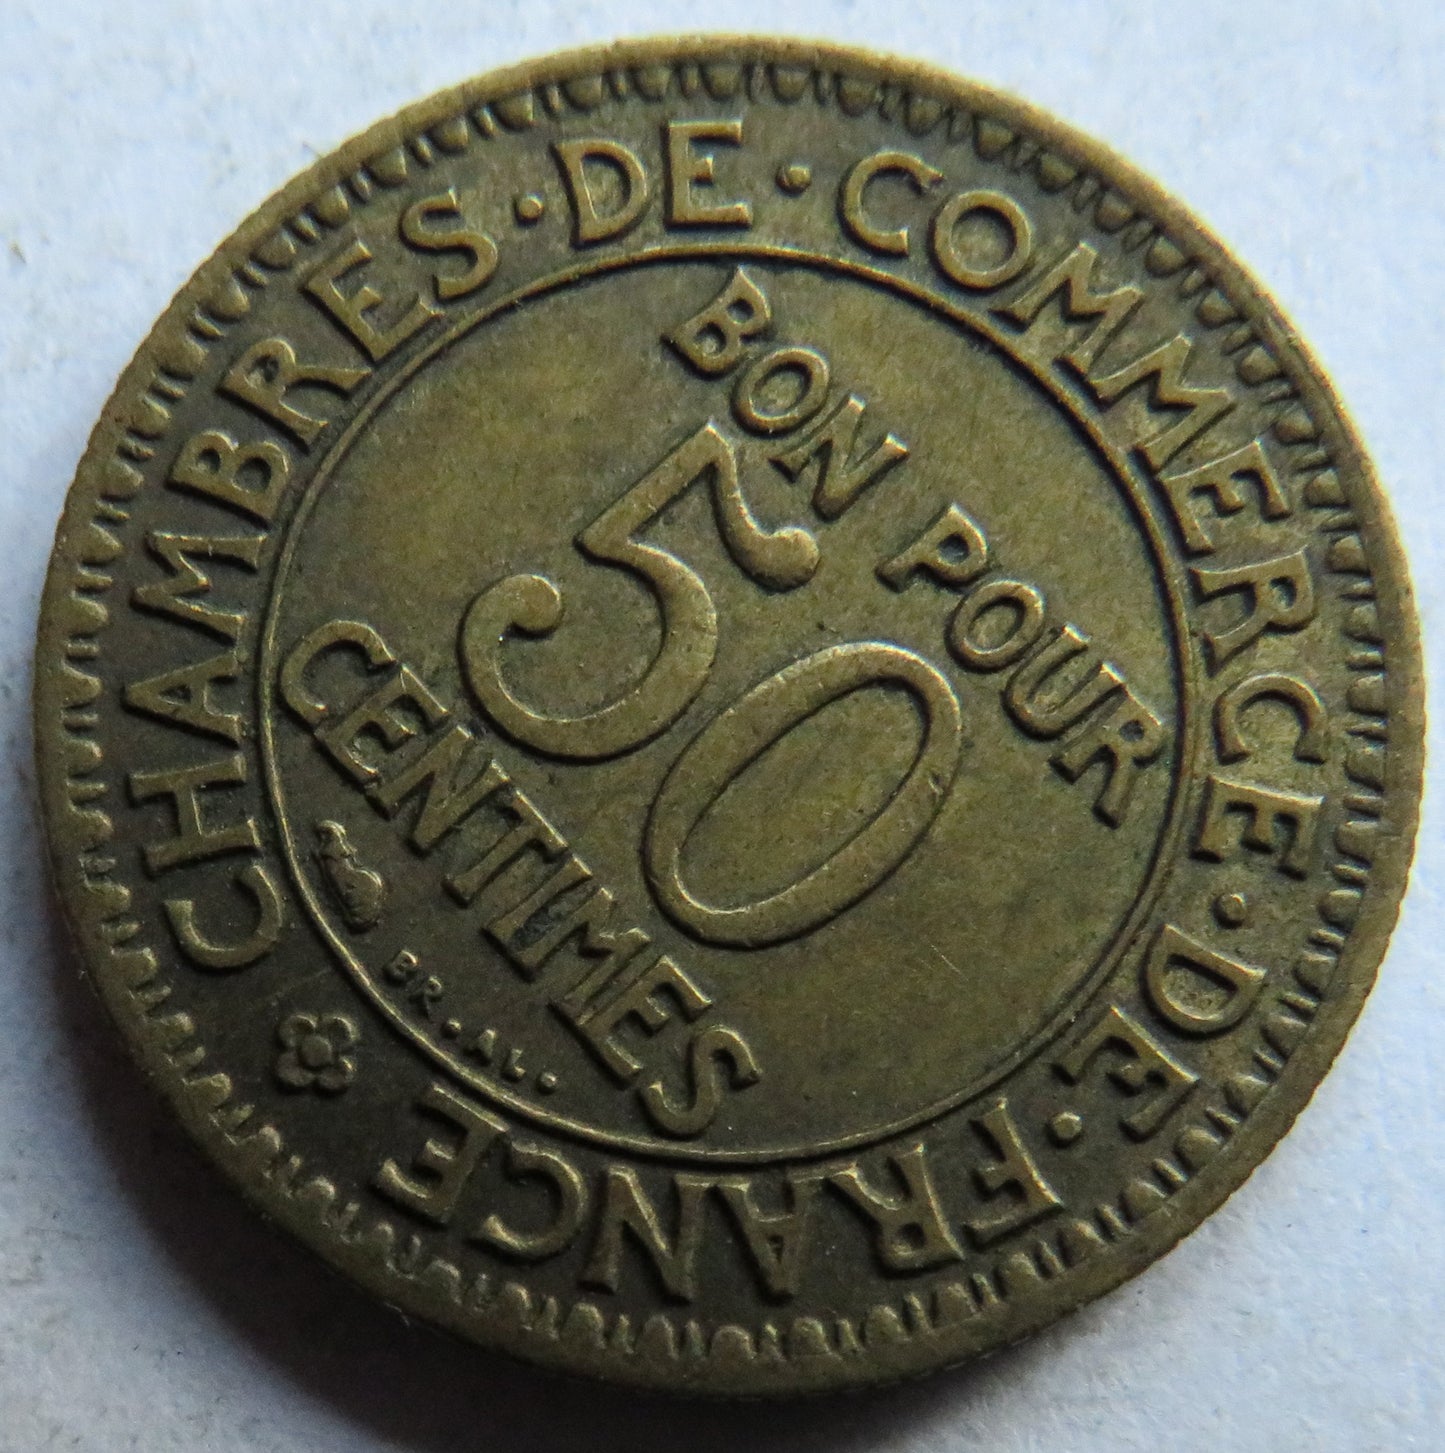 CHAMBRES · DE · COMMERCE · DE · FRANCE
BON POUR
50
CENTIMES
BR. AL.